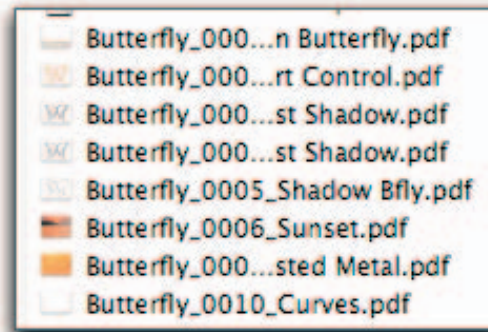 Butterfly_000...n Butterfly.pdf
Butterfly_000...rt Control.pdf
Butterfly_000...st Shadow.pdf
Butterfly_000...st Shadow.pdf
Butterfly_0005_Shadow Bfly.pdf
Butterfly_0006_Sunset.pdf
Butterfly_000...sted Metal.pdf
Butterfly_0010_Curves.pdf